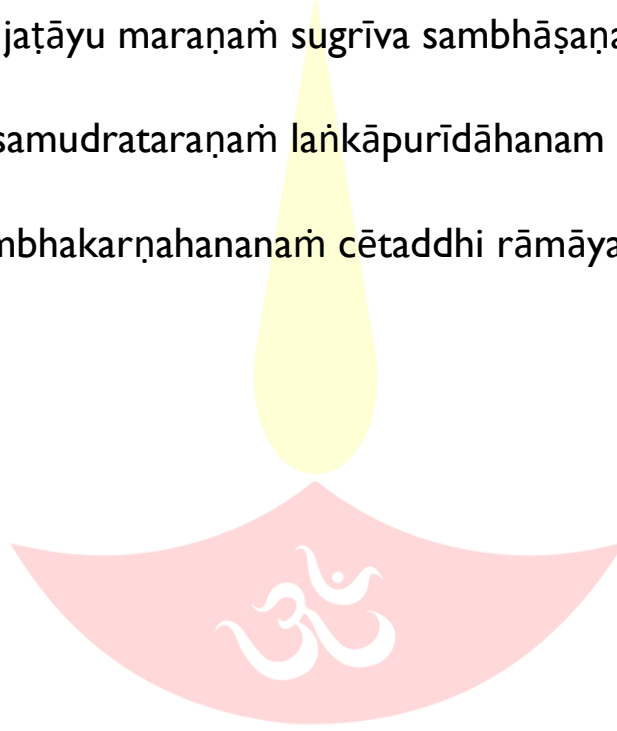 jaṭāyu maraṇaṁ sugrīva sambhāṣaṇa
samudrataraṇaṁ laṅkāpurīdāhanam
mbhakarṇahananaṁ cētaddhi rāmāya
ॐ